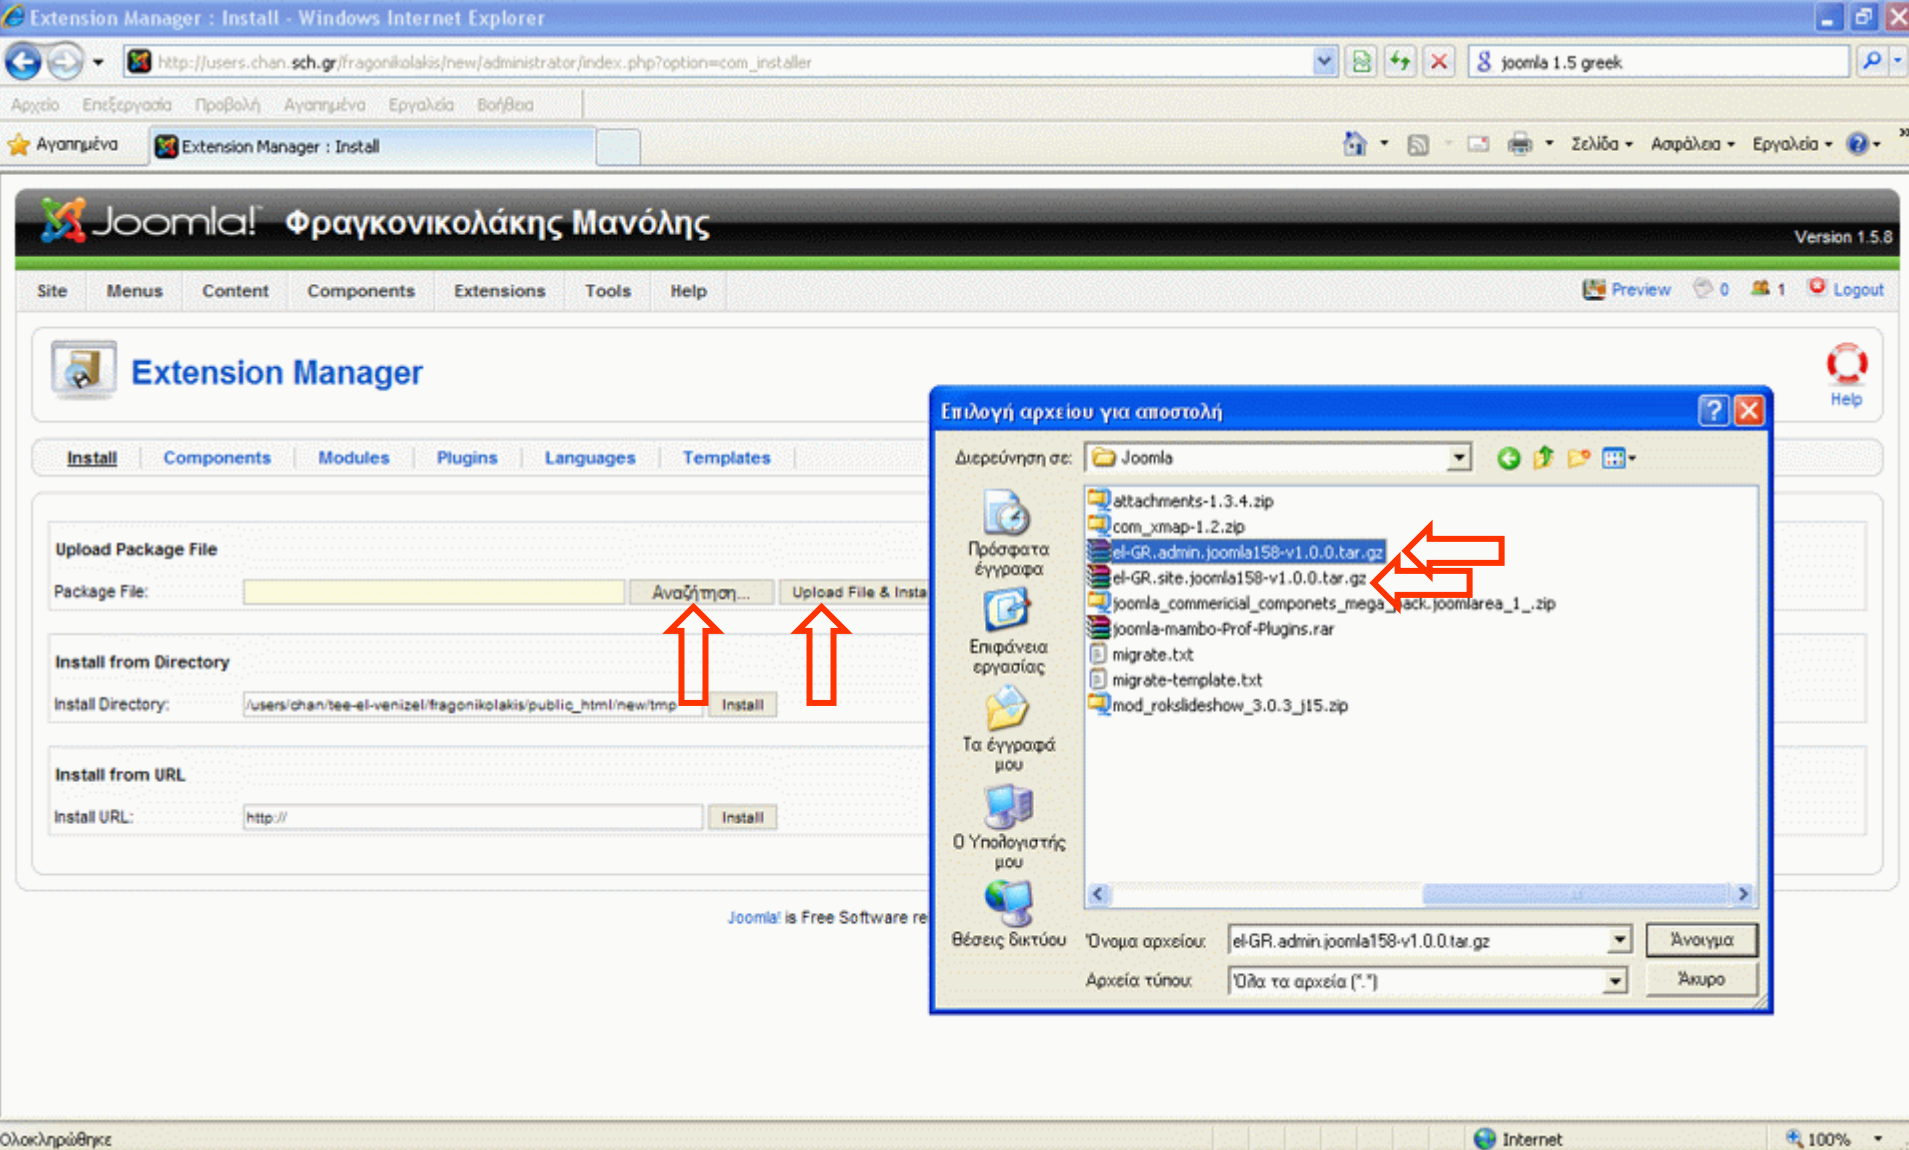 Extension Manager : Install - Windows Internet Explorer
http://users.chan.sch.gr/fragonikolakis/new/administrator/index.php?option=com_installer
joomla 1.5 greek
Αρχείο Επεξεργασία Προβολή Αγαπημένα Εργαλεία Βοήθεια
Αγαπημένα
Extension Manager : Install
Σελίδα Ασφάλεια Εργαλεία
Joomla! Φραγκονικολάκης Μανόλης
Version 1.5.8
Site Menus Content Components Extensions Tools Help
Preview 0 1 Logout
Extension Manager
Help
Install Components Modules Plugins Languages Templates
Upload Package File
Package File: Αναζήτηση... Upload File & Insta
Install from Directory
Install Directory: /users/chan/tee-el-venizel/fragonikolakis/public_html/new/tmp Install
Install from URL
Install URL: http:// Install
Joomla! is Free Software re
Επιλογή αρχείου για αποστολή
Διερεύνηση σε: Joomla
Πρόσφατα
έγγραφα
Επιφάνεια
εργασίας
Τα έγγραφά
μου
Ο Υπολογιστής
μου
Θέσεις δικτύου
attachments-1.3.4.zip
com_xmap-1.2.zip
el-GR.admin.joomla158-v1.0.0.tar.gz
el-GR.site.joomla158-v1.0.0.tar.gz
joomla_commericial_componets_mega_pack.joomlarea_1_.zip
joomla-mambo-Prof-Plugins.rar
migrate.txt
migrate-template.txt
mod_rokslideshow_3.0.3_j15.zip
Όνομα αρχείου: el-GR.admin.joomla158-v1.0.0.tar.gz Άνοιγμα
Αρχεία τύπου: Όλα τα αρχεία (*.*) Άκυρο
Ολοκληρώθηκε
Internet
100%